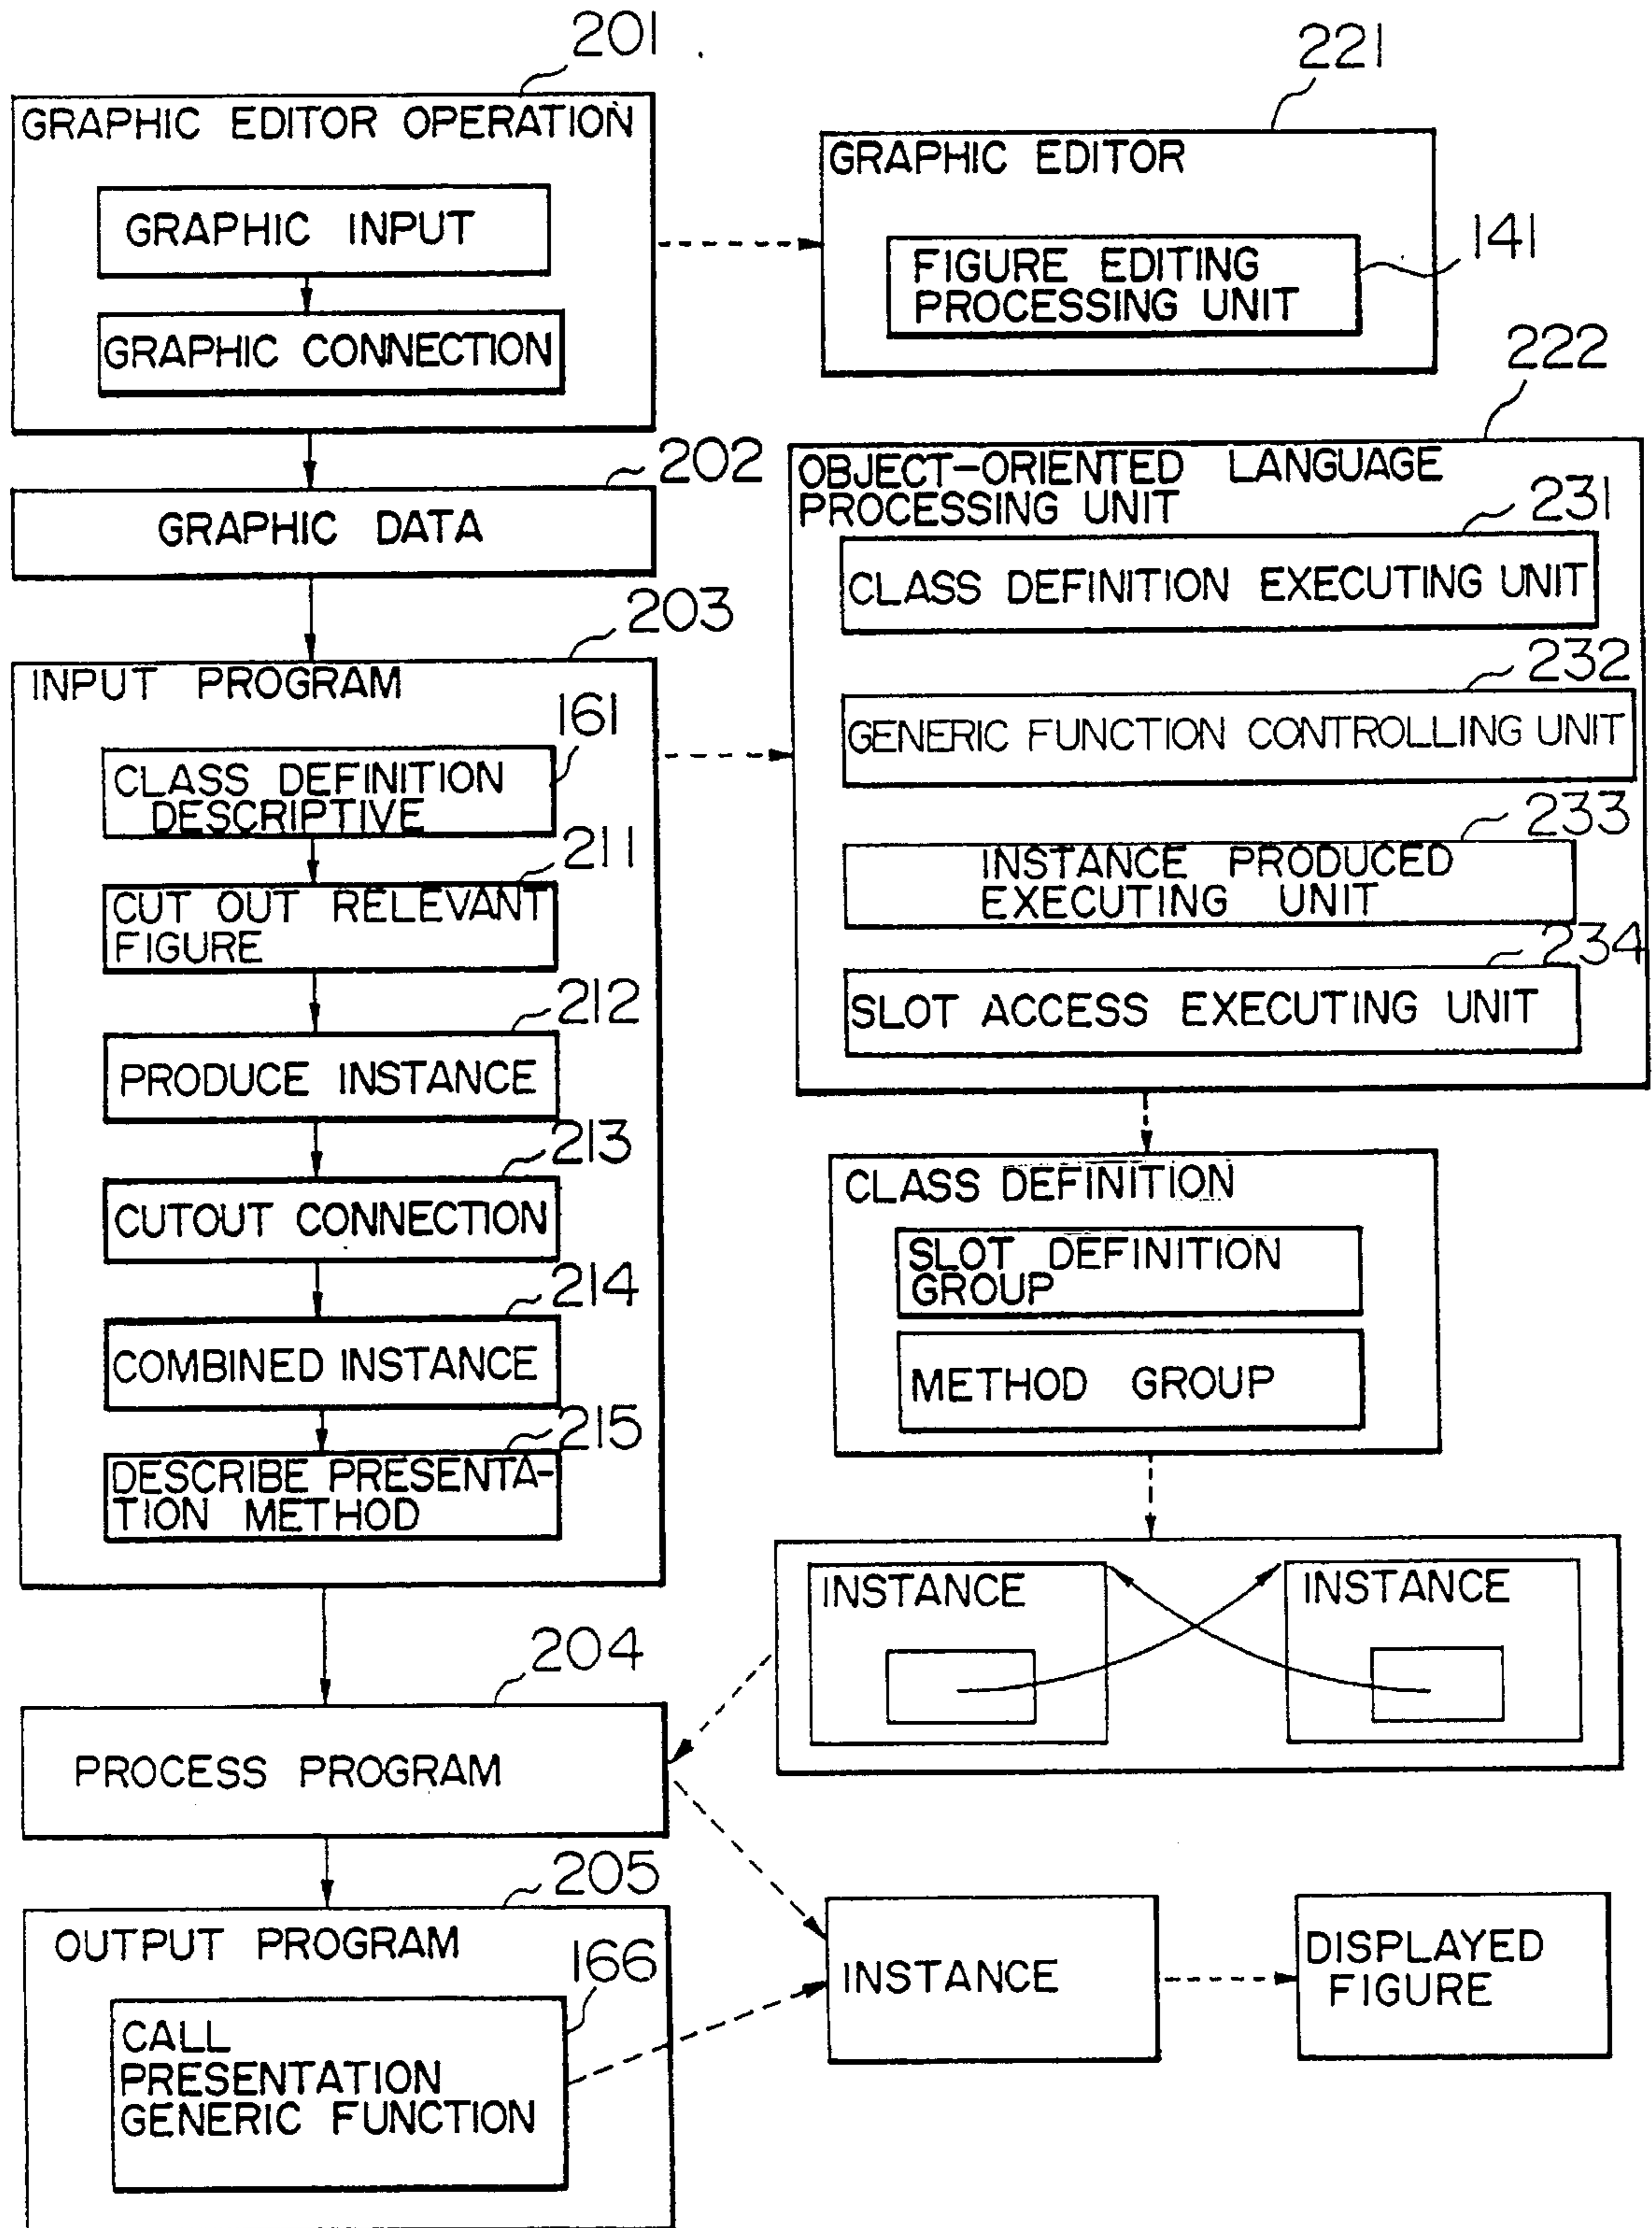 201
GRAPHIC EDITOR OPERATION
GRAPHIC INPUT
GRAPHIC CONNECTION
221
GRAPHIC EDITOR
141
FIGURE EDITING
PROCESSING UNIT
202
GRAPHIC DATA
222
OBJECT-ORIENTED LANGUAGE
PROCESSING UNIT
231
CLASS DEFINITION EXECUTING UNIT
232
GENERIC FUNCTION CONTROLLING UNIT
233
INSTANCE PRODUCED
EXECUTING UNIT
234
SLOT ACCESS EXECUTING UNIT
203
INPUT PROGRAM
161
CLASS DEFINITION
DESCRIPTIVE
211
CUT OUT RELEVANT
FIGURE
212
PRODUCE INSTANCE
213
CUTOUT CONNECTION
214
COMBINED INSTANCE
215
DESCRIBE PRESENTA-
TION METHOD
CLASS DEFINITION
SLOT DEFINITION
GROUP
METHOD GROUP
INSTANCE
INSTANCE
204
PROCESS PROGRAM
205
OUTPUT PROGRAM
166
CALL
PRESENTATION
GENERIC FUNCTION
INSTANCE
DISPLAYED
FIGURE